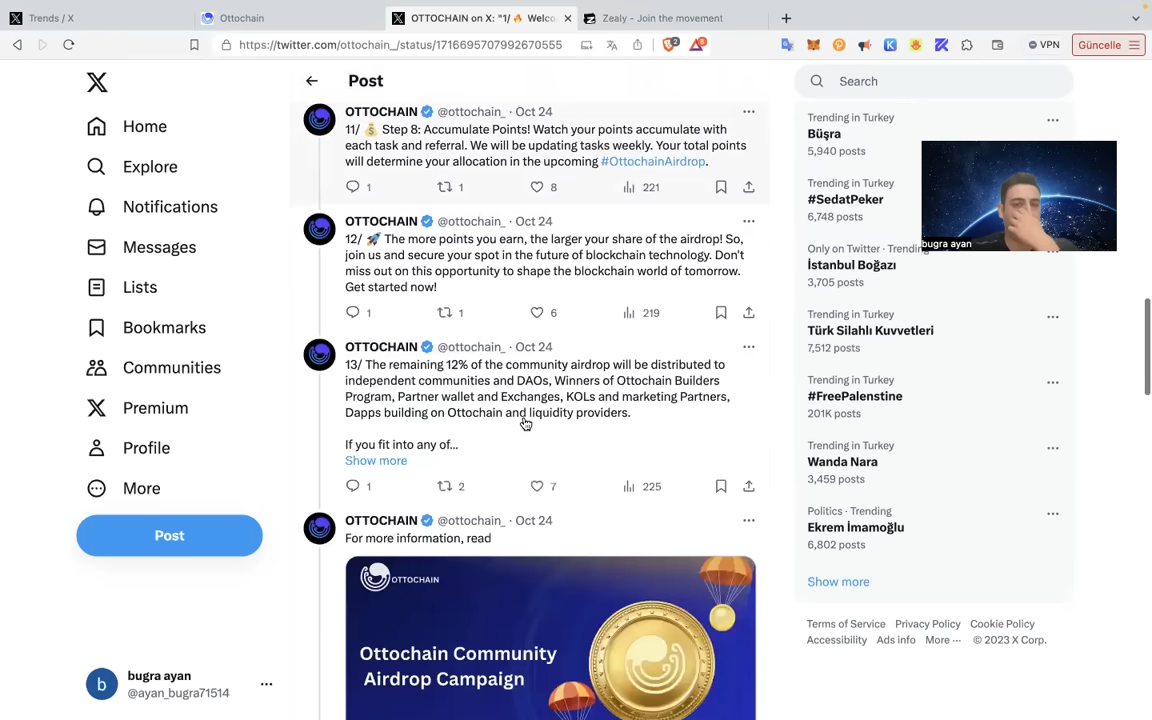 Trends / X
Ottochain
OTTOCHAIN on X: "1/ 🔥 Welco
Zealy - Join the movement
https://twitter.com/ottochain_/status/1716695707992670555
2
VPN
Güncelle
Home
Explore
Notifications
Messages
Lists
Bookmarks
Communities
Premium
Profile
More
Post
bugra ayan
@ayan_bugra71514
Post
OTTOCHAIN @ottochain_ · Oct 24
11/ 💰 Step 8: Accumulate Points! Watch your points accumulate with
each task and referral. We will be updating tasks weekly. Your total points
will determine your allocation in the upcoming #OttochainAirdrop.
1 1 8 221
OTTOCHAIN @ottochain_ · Oct 24
12/ 🚀 The more points you earn, the larger your share of the airdrop! So,
join us and secure your spot in the future of blockchain technology. Don't
miss out on this opportunity to shape the blockchain world of tomorrow.
Get started now!
1 1 6 219
OTTOCHAIN @ottochain_ · Oct 24
13/ The remaining 12% of the community airdrop will be distributed to
independent communities and DAOs, Winners of Ottochain Builders
Program, Partner wallet and Exchanges, KOLs and marketing Partners,
Dapps building on Ottochain and liquidity providers.
If you fit into any of...
Show more
1 2 7 225
OTTOCHAIN @ottochain_ · Oct 24
For more information, read
OTTOCHAIN
Ottochain Community
Airdrop Campaign
Search
Trending in Turkey
Büşra
5,940 posts
Trending in Turkey
#SedatPeker
6,748 posts
bugra ayan
Only on Twitter · Trending
İstanbul Boğazı
3,705 posts
Trending in Turkey
Türk Silahlı Kuvvetleri
7,512 posts
Trending in Turkey
#FreePalenstine
201K posts
Trending in Turkey
Wanda Nara
3,459 posts
Politics · Trending
Ekrem İmamoğlu
6,802 posts
Show more
Terms of Service Privacy Policy Cookie Policy
Accessibility Ads info More ··· © 2023 X Corp.